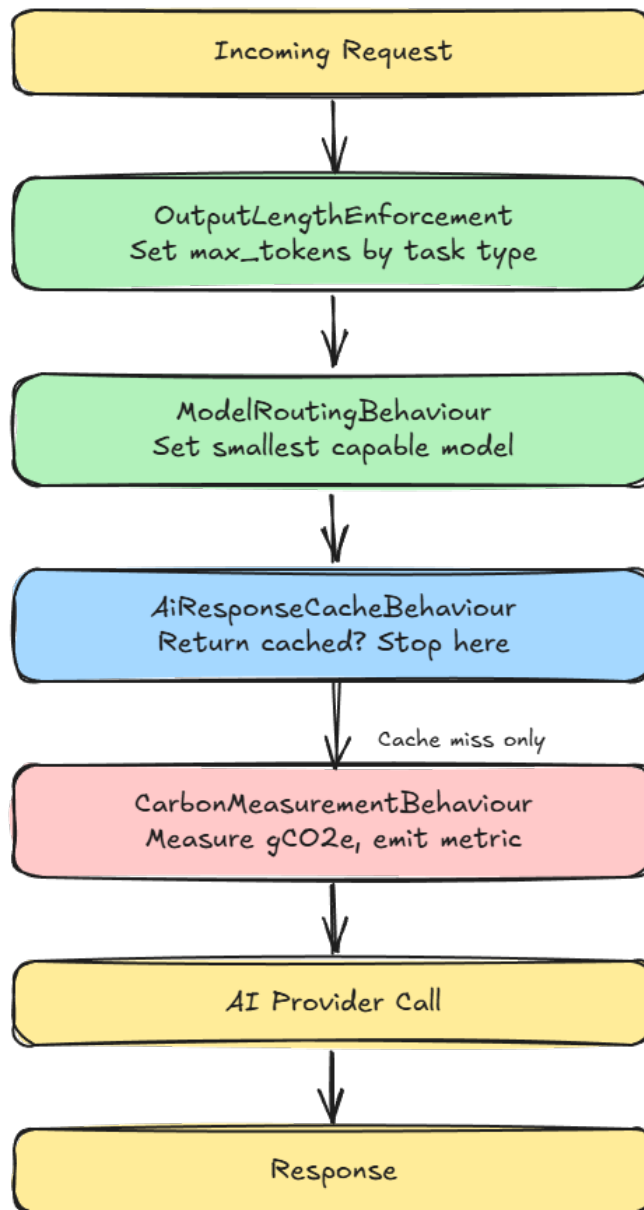 Incoming Request
OutputLengthEnforcement
Set max_tokens by task type
ModelRoutingBehaviour
Set smallest capable model
AiResponseCacheBehaviour
Return cached? Stop here
Cache miss only
CarbonMeasurementBehaviour
Measure gCO2e, emit metric
AI Provider Call
Response